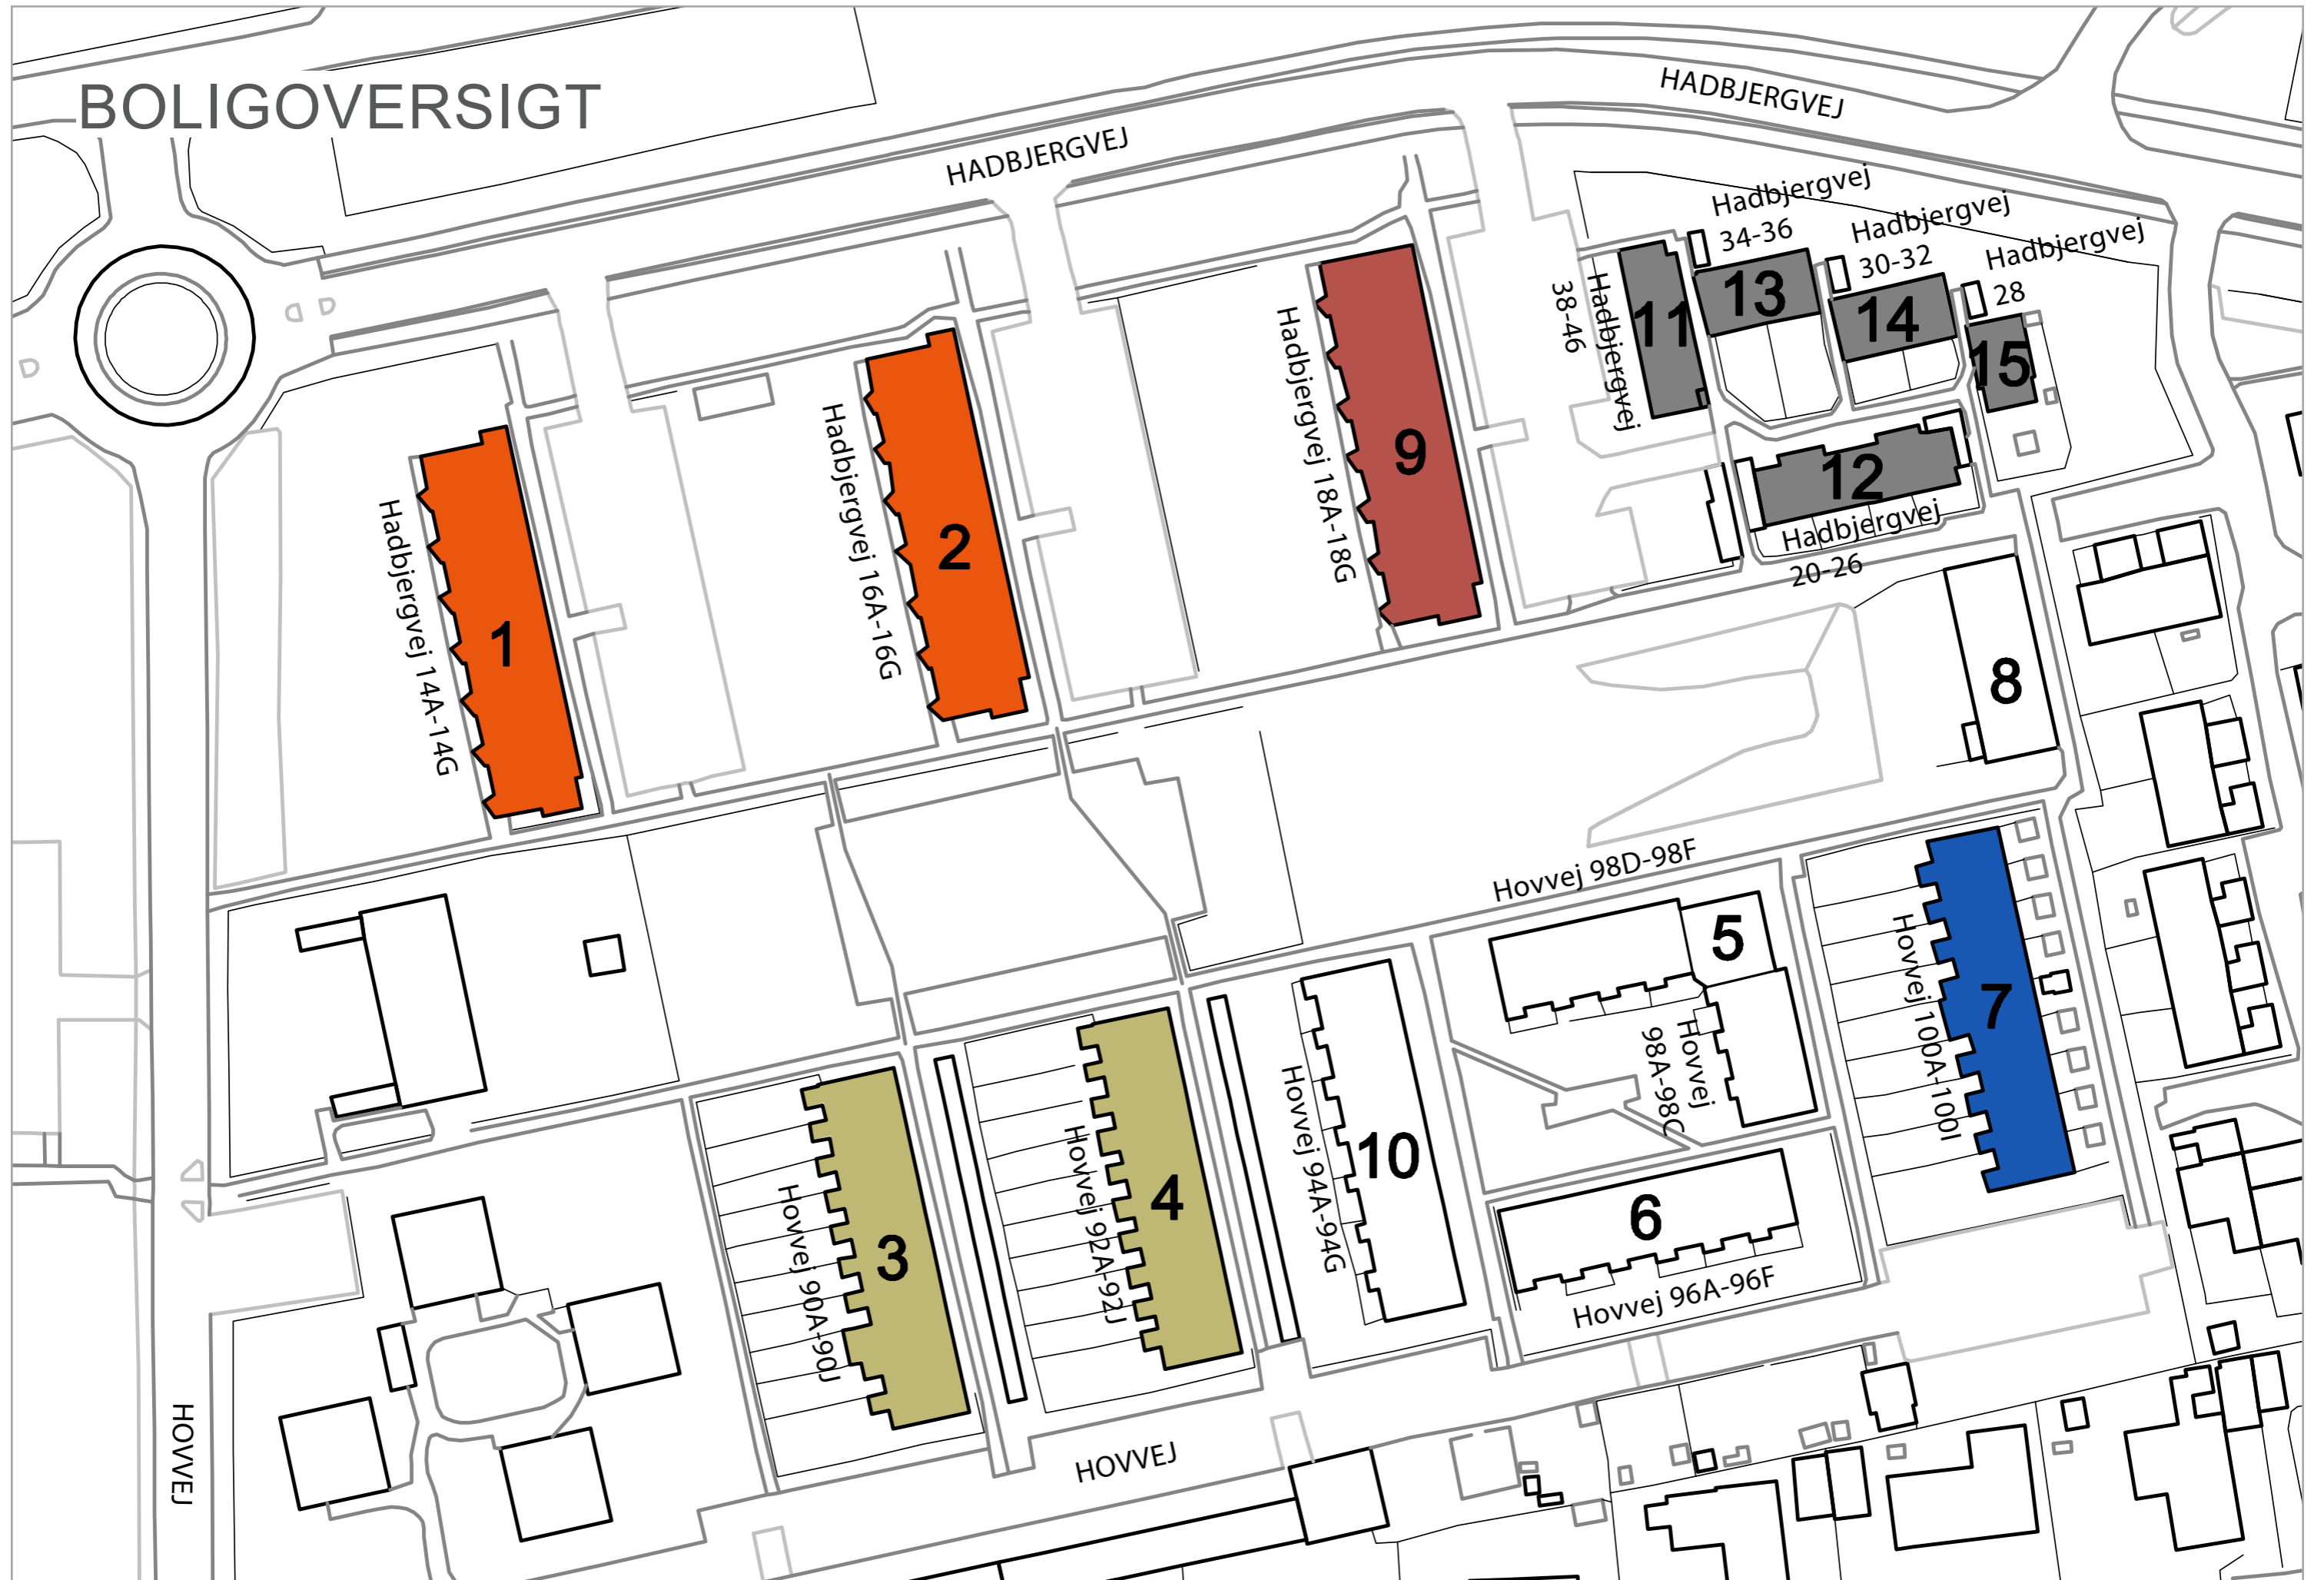 BOLIGOVERSIGT
HADBJERGVEJ
HADBJERGVEJ
Hadbjergvej
34-36
Hadbjergvej
30-32
Hadbjergvej
28
Hadbjergvej
38-46
11
13
14
15
12
Hadbjergvej
20-26
Hadbjergvej 18A-18G
9
Hadbjergvej 16A-16G
2
Hadbjergvej 14A-14G
1
8
Hovvej 98D-98F
5
Hovvej
98A-98C
Hovvej 100A-100I
7
Hovvej 94A-94G
10
6
Hovvej 96A-96F
Hovvej 92A-92J
4
Hovvej 90A-90J
3
HOVVEJ
HOVVEJ